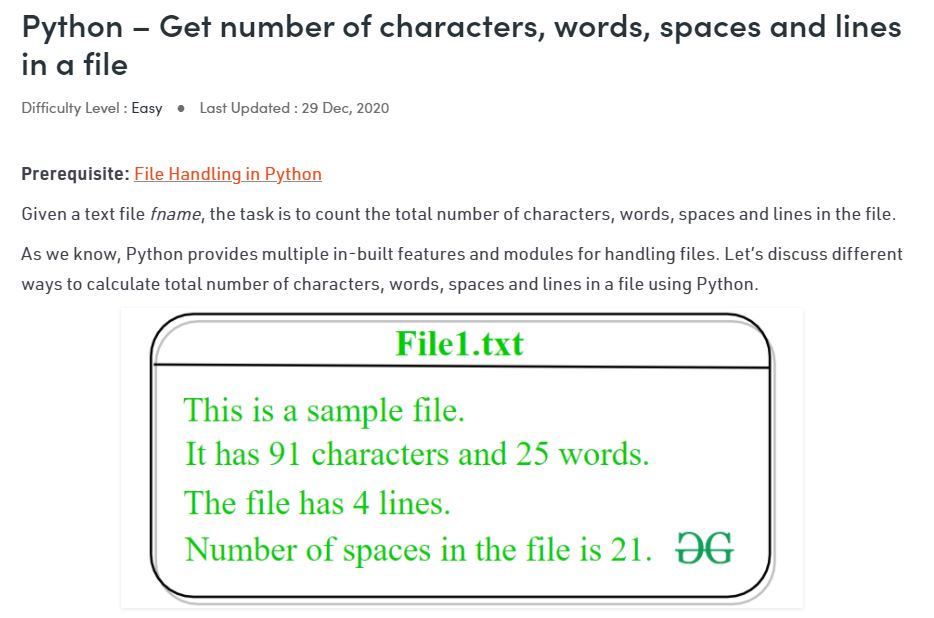 Python – Get number of characters, words, spaces and lines
in a file
Difficulty Level : Easy ● Last Updated : 29 Dec, 2020
Prerequisite: File Handling in Python
Given a text file fname, the task is to count the total number of characters, words, spaces and lines in the file.
As we know, Python provides multiple in-built features and modules for handling files. Let’s discuss different
ways to calculate total number of characters, words, spaces and lines in a file using Python.
File1.txt
This is a sample file.
It has 91 characters and 25 words.
The file has 4 lines.
Number of spaces in the file is 21.